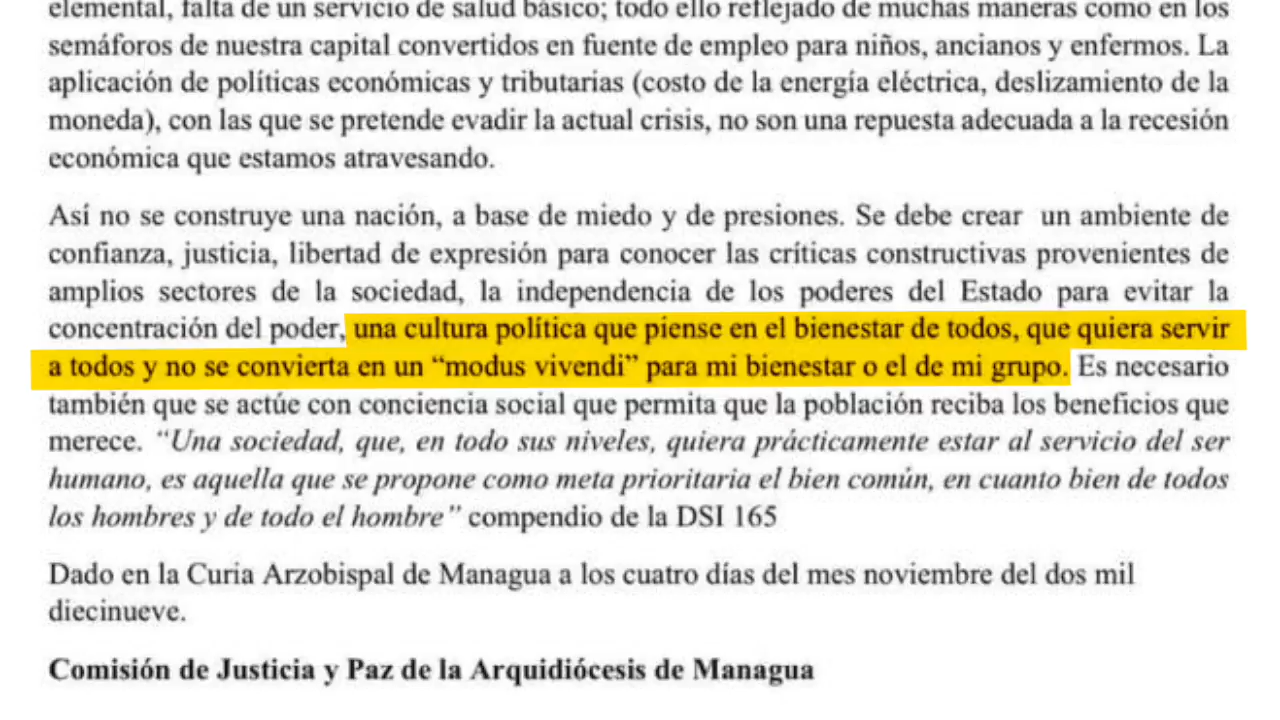 elemental, falta de un servicio de salud básico; todo ello reflejado de muchas maneras como en los
semáforos de nuestra capital convertidos en fuente de empleo para niños, ancianos y enfermos. La
aplicación de políticas económicas y tributarias (costo de la energía eléctrica, deslizamiento de la
moneda), con las que se pretende evadir la actual crisis, no son una repuesta adecuada a la recesión
económica que estamos atravesando.
Así no se construye una nación, a base de miedo y de presiones. Se debe crear un ambiente de
confianza, justicia, libertad de expresión para conocer las críticas constructivas provenientes de
amplios sectores de la sociedad, la independencia de los poderes del Estado para evitar la
concentración del poder, una cultura política que piense en el bienestar de todos, que quiera servir
a todos y no se convierta en un “modus vivendi” para mi bienestar o el de mi grupo. Es necesario
también que se actúe con conciencia social que permita que la población reciba los beneficios que
merece. “Una sociedad, que, en todo sus niveles, quiera prácticamente estar al servicio del ser
humano, es aquella que se propone como meta prioritaria el bien común, en cuanto bien de todos
los hombres y de todo el hombre” compendio de la DSI 165
Dado en la Curia Arzobispal de Managua a los cuatro días del mes noviembre del dos mil
diecinueve.
Comisión de Justicia y Paz de la Arquidiócesis de Managua